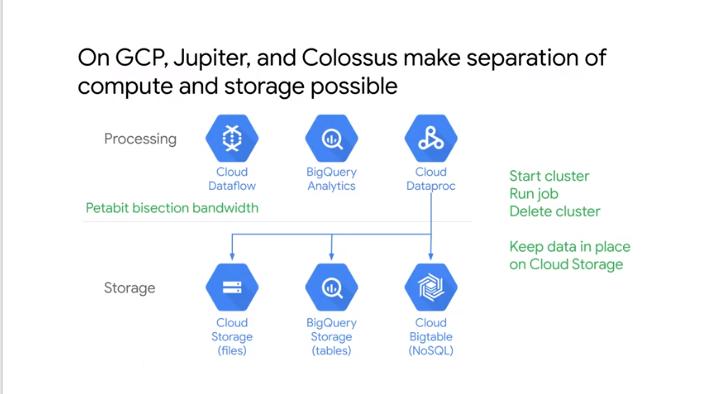 On GCP, Jupiter, and Colossus make separation of
compute and storage possible
Processing
Cloud
Dataflow
BigQuery
Analytics
Cloud
Dataproc
Start cluster
Run job
Delete cluster
Petabit bisection bandwidth
Keep data in place
on Cloud Storage
Storage
Cloud
Storage
(files)
BigQuery
Storage
(tables)
Cloud
Bigtable
(NoSQL)